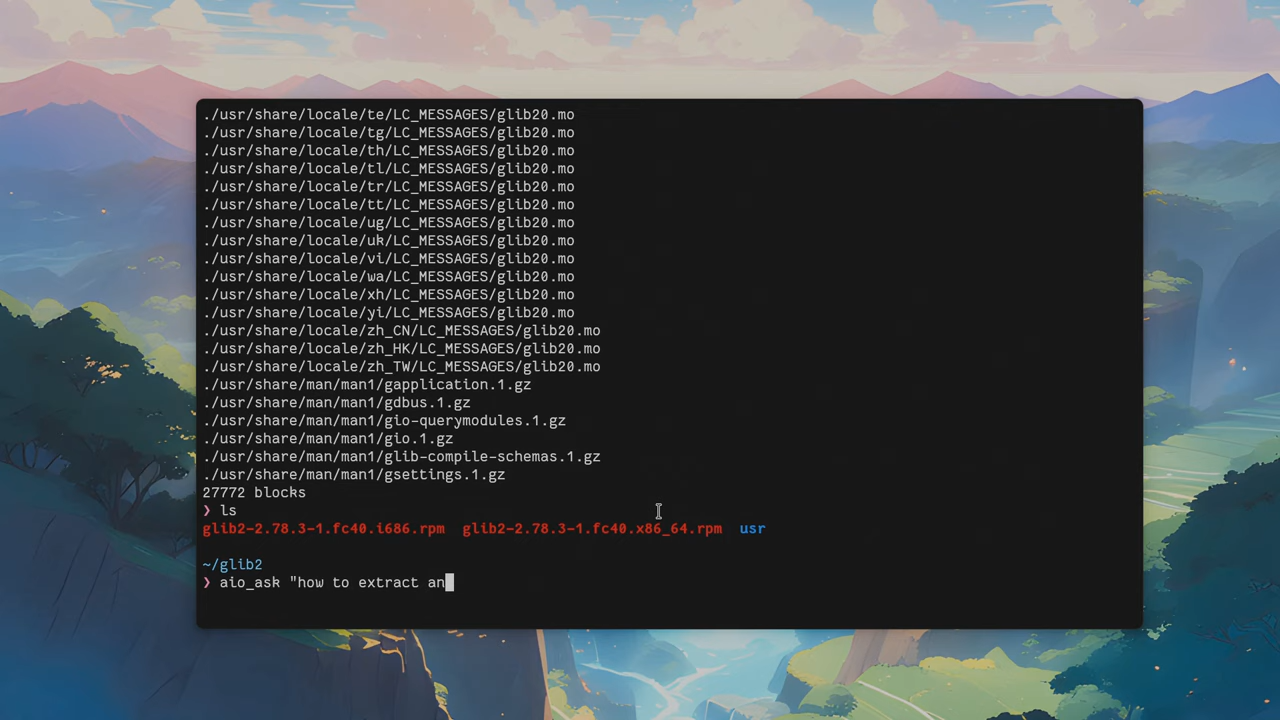 ./usr/share/locale/te/LC_MESSAGES/glib20.mo
./usr/share/locale/tg/LC_MESSAGES/glib20.mo
./usr/share/locale/th/LC_MESSAGES/glib20.mo
./usr/share/locale/tl/LC_MESSAGES/glib20.mo
./usr/share/locale/tr/LC_MESSAGES/glib20.mo
./usr/share/locale/tt/LC_MESSAGES/glib20.mo
./usr/share/locale/ug/LC_MESSAGES/glib20.mo
./usr/share/locale/uk/LC_MESSAGES/glib20.mo
./usr/share/locale/vi/LC_MESSAGES/glib20.mo
./usr/share/locale/wa/LC_MESSAGES/glib20.mo
./usr/share/locale/xh/LC_MESSAGES/glib20.mo
./usr/share/locale/yi/LC_MESSAGES/glib20.mo
./usr/share/locale/zh_CN/LC_MESSAGES/glib20.mo
./usr/share/locale/zh_HK/LC_MESSAGES/glib20.mo
./usr/share/locale/zh_TW/LC_MESSAGES/glib20.mo
./usr/share/man/man1/gapplication.1.gz
./usr/share/man/man1/gdbus.1.gz
./usr/share/man/man1/gio-querymodules.1.gz
./usr/share/man/man1/gio.1.gz
./usr/share/man/man1/glib-compile-schemas.1.gz
./usr/share/man/man1/gsettings.1.gz
27772 blocks
❯ ls
glib2-2.78.3-1.fc40.i686.rpm  glib2-2.78.3-1.fc40.x86_64.rpm  usr
~/glib2
❯ aio_ask "how to extract an